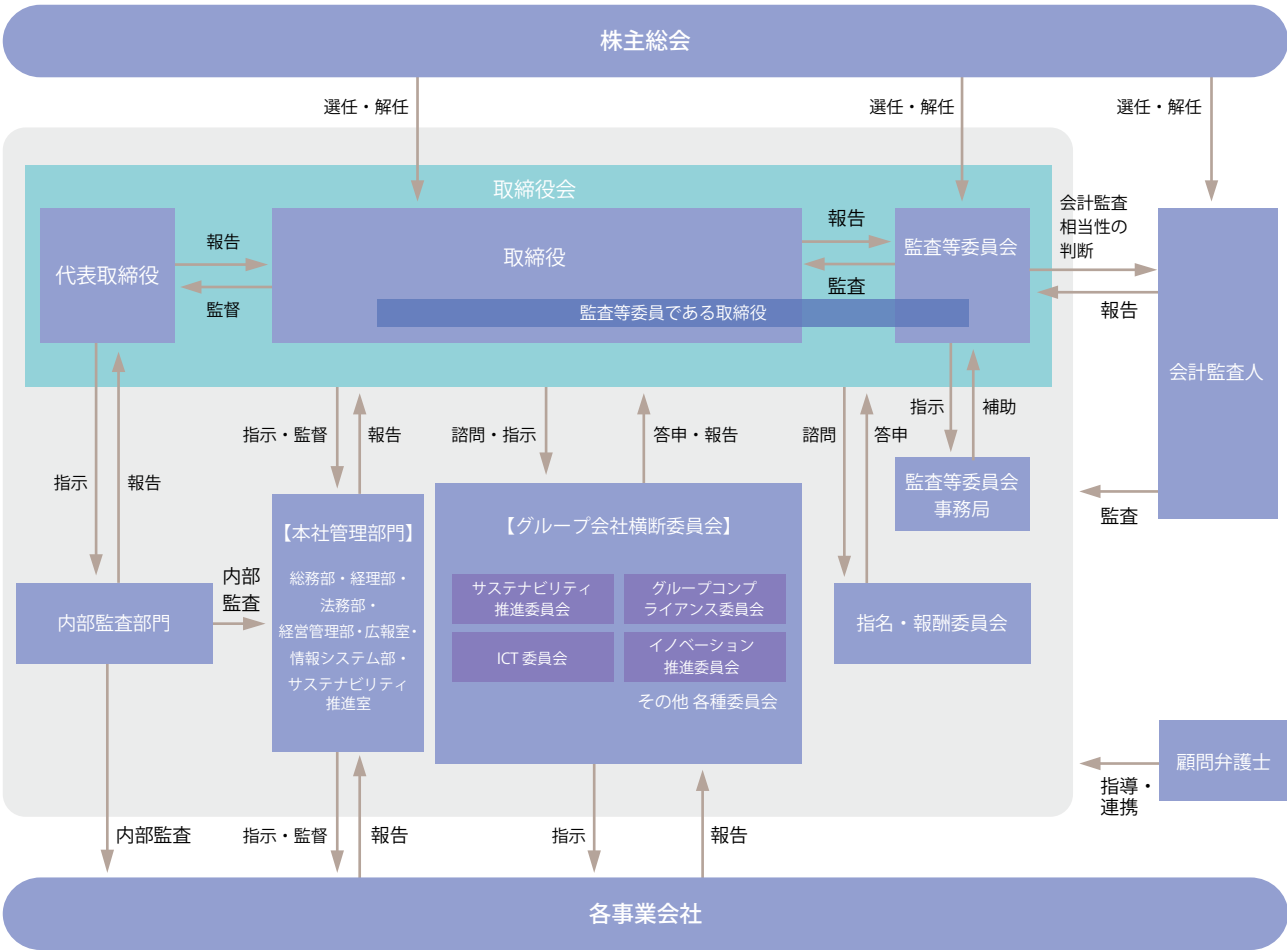 株主総会
選任・解任
選任・解任
選任・解任
取締役会
代表取締役
報告
監督
取締役
監査等委員である取締役
報告
監査
監査等委員会
会計監査
相当性の
判断
報告
会計監査人
指示
報告
指示・監督
報告
諮問・指示
答申・報告
諮問
答申
指示
補助
監査等委員会
事務局
監査
内部監査部門
内部
監査
【本社管理部門】
総務部・経理部・
法務部・
経営管理部・広報室・
情報システム部・
サステナビリティ
推進室
【グループ会社横断委員会】
サステナビリティ
推進委員会
グループコンプ
ライアンス委員会
ICT 委員会
イノベーション
推進委員会
その他 各種委員会
指名・報酬委員会
顧問弁護士
指導・
連携
内部監査
指示・監督
報告
指示
報告
各事業会社